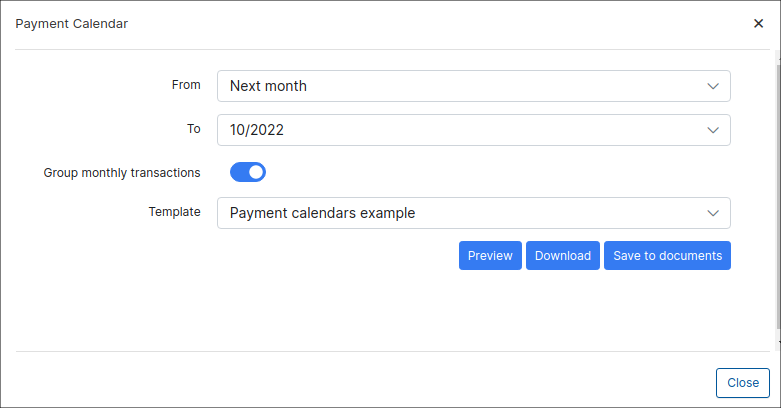 Payment Calendar
From
Next month
To
10/2022
Group monthly transactions
Template
Payment calendars example
Preview
Download
Save to documents
Close